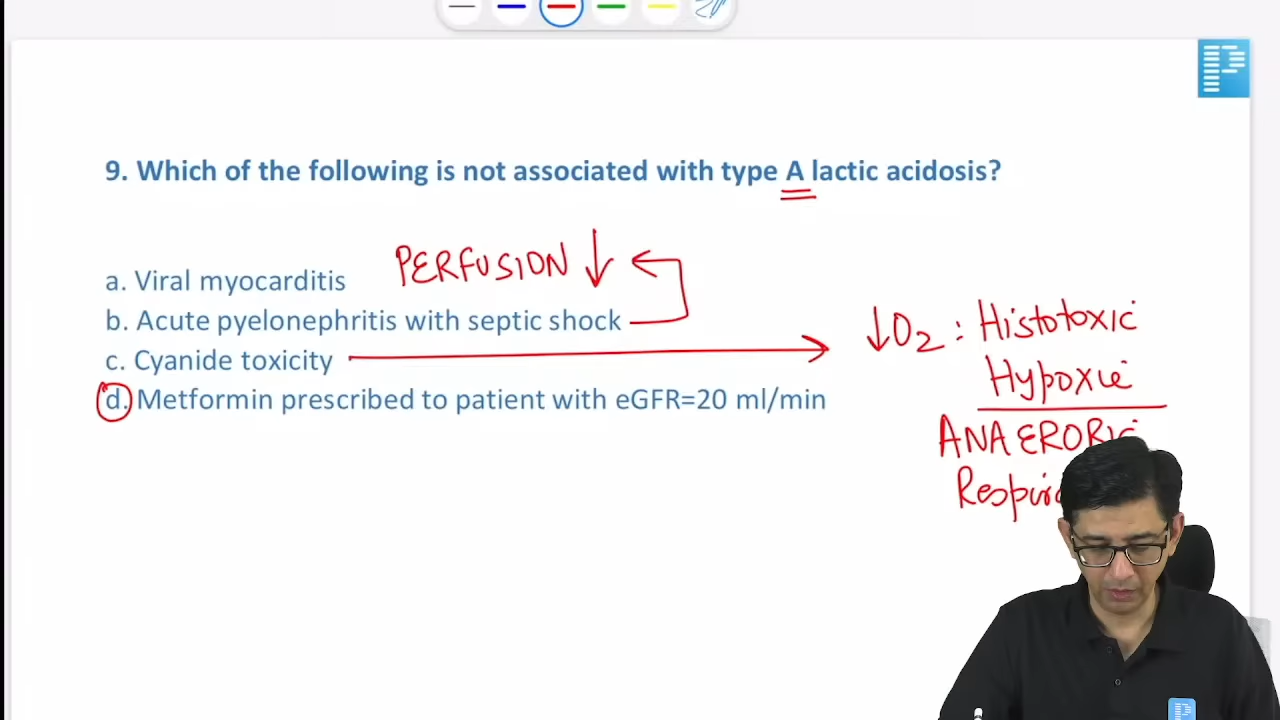 9. Which of the following is not associated with type A lactic acidosis?
PERFUSION ↓
a. Viral myocarditis
b. Acute pyelonephritis with septic shock
c. Cyanide toxicity
d. Metformin prescribed to patient with eGFR=20 ml/min
↓O2 : Histotoxic
Hypoxic